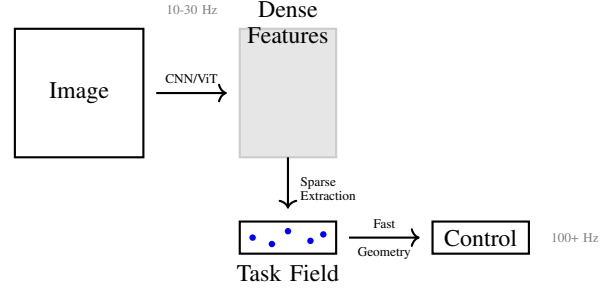 10-30 Hz
Dense
Features
Image
CNN/ViT
Sparse
Extraction
Fast
Geometry
Control
100+ Hz
Task Field